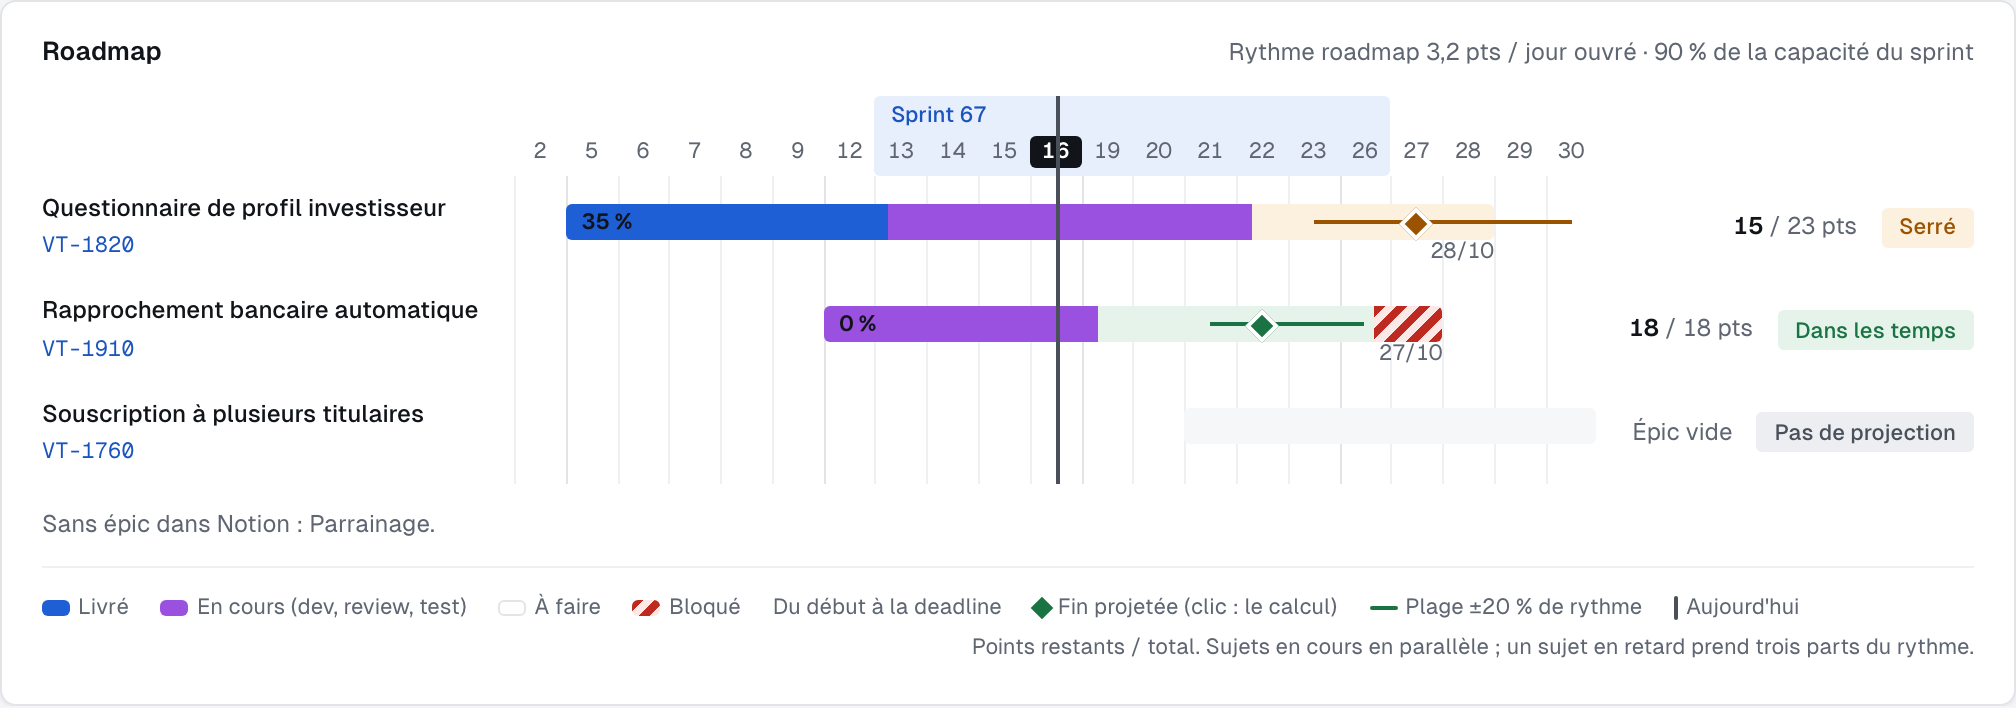 Roadmap
Rythme roadmap 3,2 pts / jour ouvré · 90 % de la capacité du sprint
Sprint 67
2 5 6 7 8 9 12 13 14 15 16 19 20 21 22 23 26 27 28 29 30
Questionnaire de profil investisseur
VT-1820
35 %
28/10
15 / 23 pts
Serré
Rapprochement bancaire automatique
VT-1910
0 %
27/10
18 / 18 pts
Dans les temps
Souscription à plusieurs titulaires
VT-1760
Épic vide
Pas de projection
Sans épic dans Notion : Parrainage.
Livré En cours (dev, review, test) À faire Bloqué Du début à la deadline Fin projetée (clic : le calcul) Plage ±20 % de rythme Aujourd'hui
Points restants / total. Sujets en cours en parallèle ; un sujet en retard prend trois parts du rythme.